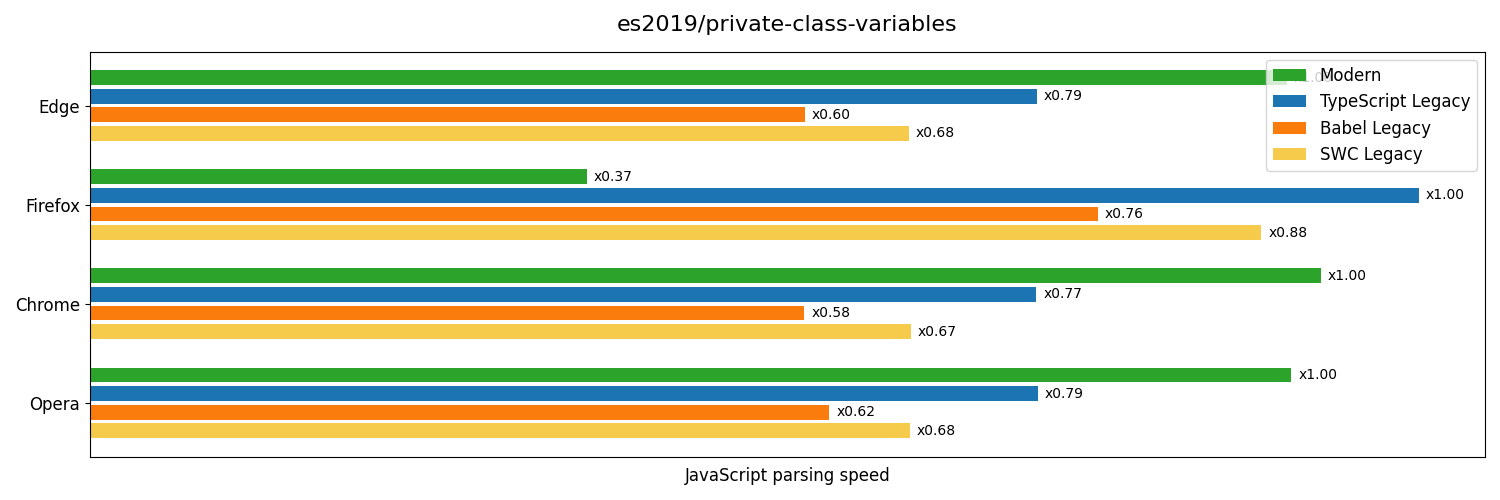 es2019/private-class-variables
Modern
TypeScript Legacy
Babel Legacy
SWC Legacy
Edge
x0.79
x0.60
x0.68
Firefox
x0.37
x1.00
x0.76
x0.88
Chrome
x1.00
x0.77
x0.58
x0.67
Opera
x1.00
x0.79
x0.62
x0.68
JavaScript parsing speed